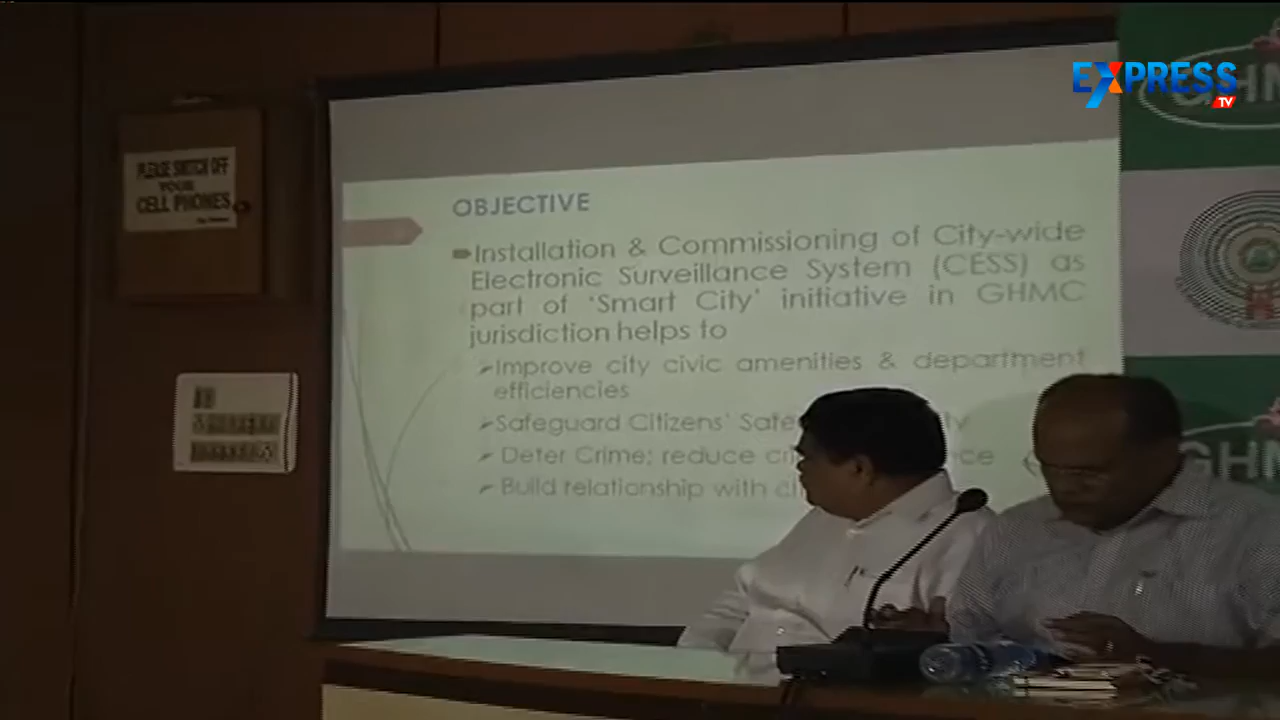 EXPRESS
TV
GHM
PLEASE SWITCH OFF
YOUR
CELL PHONES
OBJECTIVE
Installation & Commissioning of City-wide
Electronic Surveillance System (CESS) as
part of ‘Smart City’ initiative in GHMC
jurisdiction helps to
Improve city civic amenities & department
efficiencies
Safeguard Citizens’
Deter Crime; reduce
Build relationship with
GHM